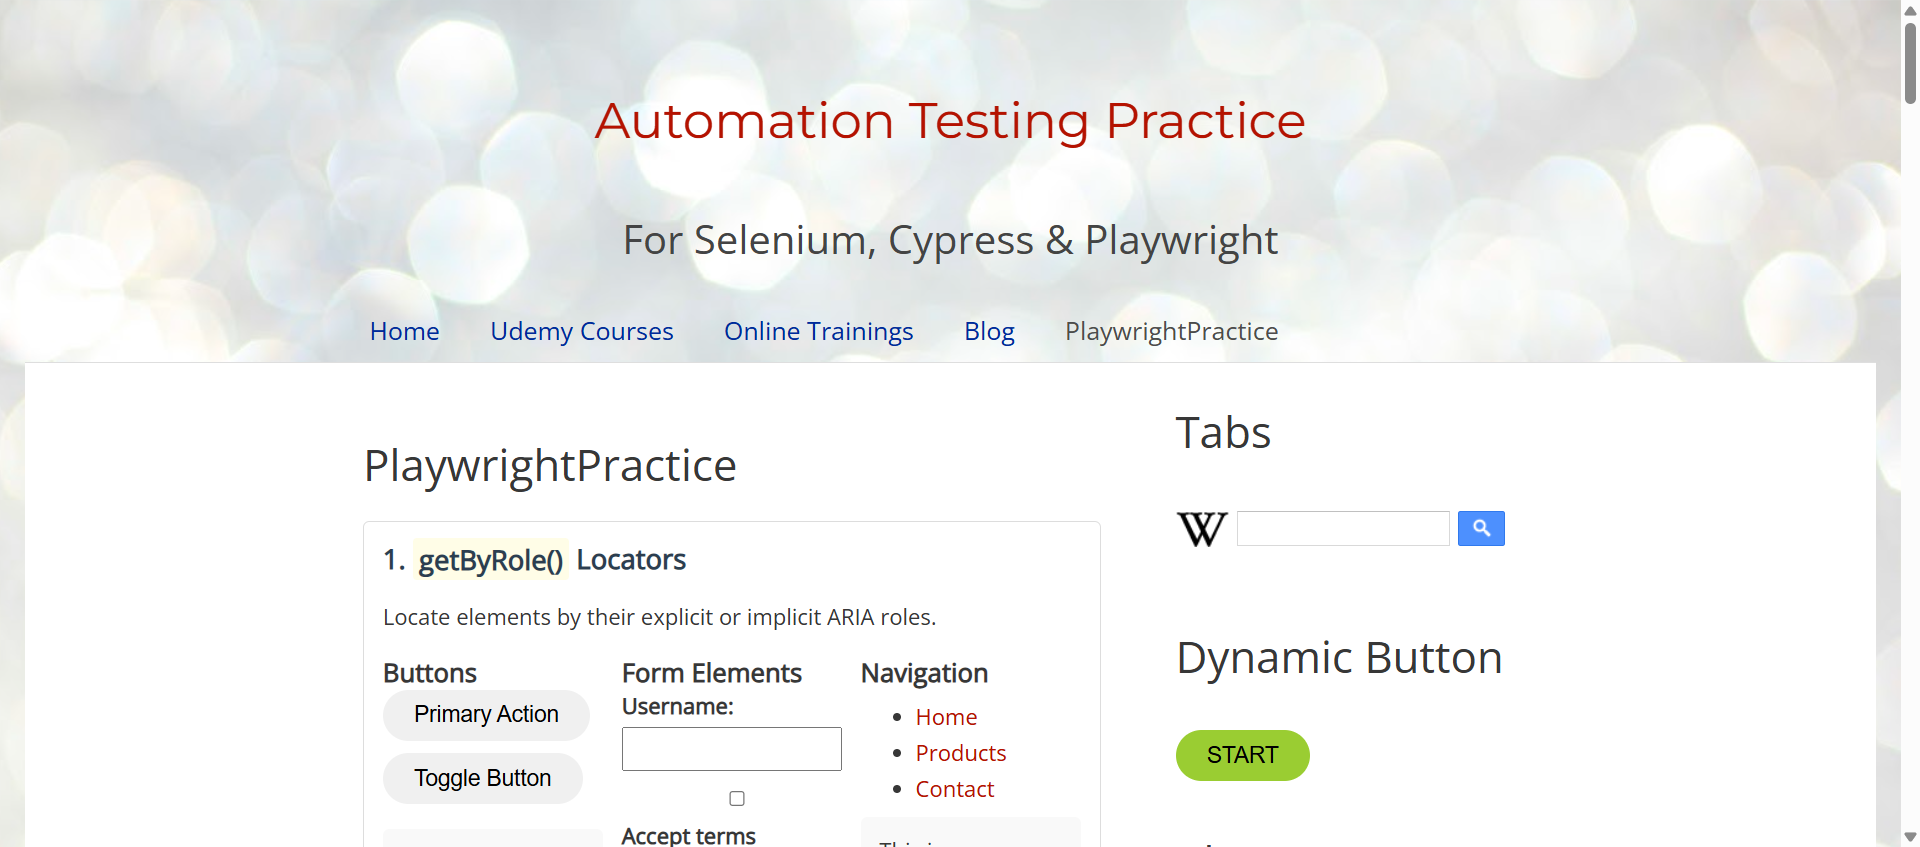 Automation Testing Practice
For Selenium, Cypress & Playwright
Home Udemy Courses Online Trainings Blog PlaywrightPractice
PlaywrightPractice
1. getByRole() Locators
Locate elements by their explicit or implicit ARIA roles.
Buttons
Primary Action
Toggle Button
Form Elements
Username:
Accept terms
Navigation
Home
Products
Contact
Tabs
W
Dynamic Button
START